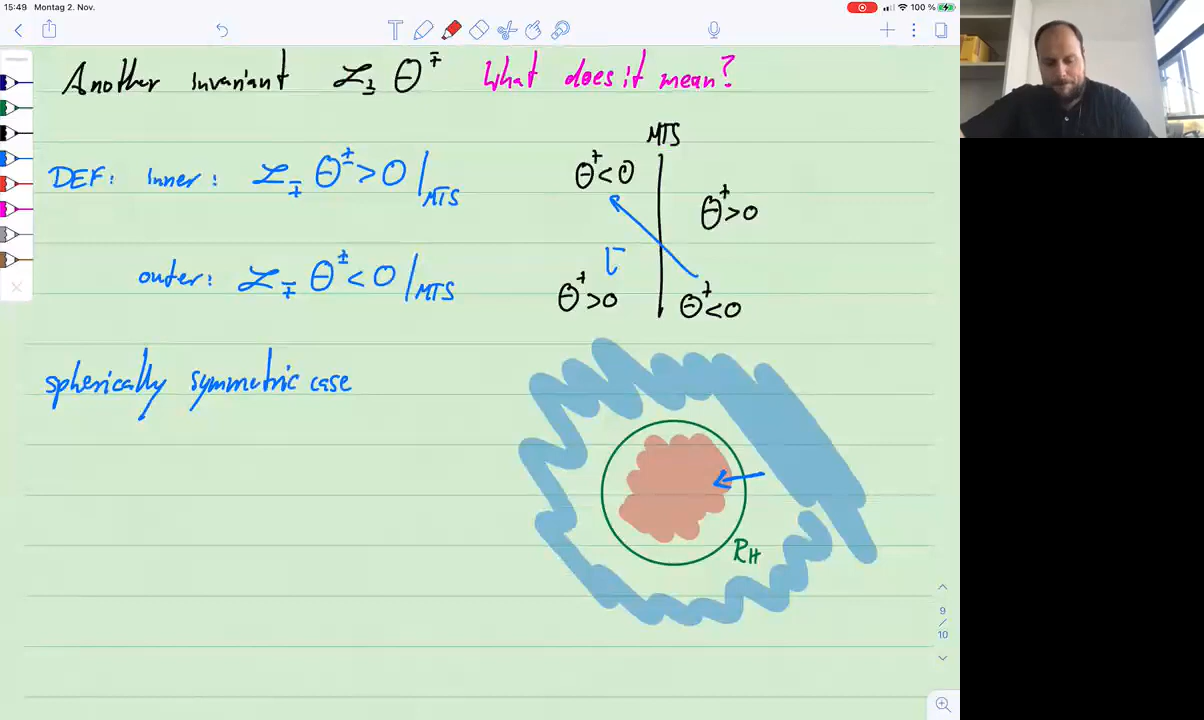 15:49 Montag 2. Nov.
100 %
Another invariant ℒ Θ^∓ What does it mean?
MTS
DEF: inner: ℒ_∓ Θ^± > 0 |_MTS
Θ^+ < 0
Θ^+ > 0
outer: ℒ_∓ Θ^± < 0 |_MTS
Θ^+ > 0
Θ^+ < 0
spherically symmetric case
R_H
9
/
10